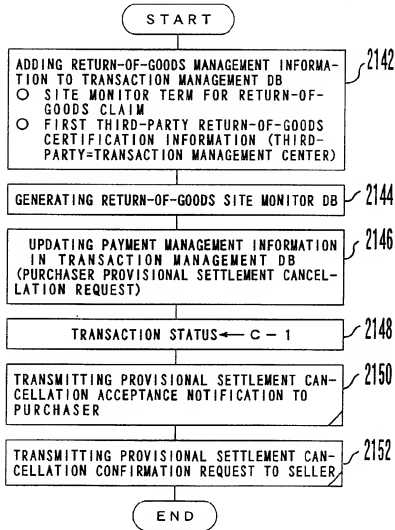 START
ADDING RETURN-OF-GOODS MANAGEMENT INFORMA-
TION TO TRANSACTION MANAGEMENT DB
○ SITE MONITOR TERM FOR RETURN-OF-
GOODS CLAIM
○ FIRST THIRD-PARTY RETURN-OF-GOODS
CERTIFICATION INFORMATION (THIRD-
PARTY=TRANSACTION MANAGEMENT CENTER)
2142
GENERATING RETURN-OF-GOODS SITE MONITOR DB
2144
UPDATING PAYMENT MANAGEMENT INFORMATION
IN TRANSACTION MANAGEMENT DB
(PURCHASER PROVISIONAL SETTLEMENT CANCEL-
LATION REQUEST)
2146
TRANSACTION STATUS ← C - 1
2148
TRANSMITTING PROVISIONAL SETTLEMENT CAN-
CELLATION ACCEPTANCE NOTIFICATION TO
PURCHASER
2150
TRANSMITTING PROVISIONAL SETTLEMENT CAN-
CELLATION CONFIRMATION REQUEST TO SELLER
2152
END